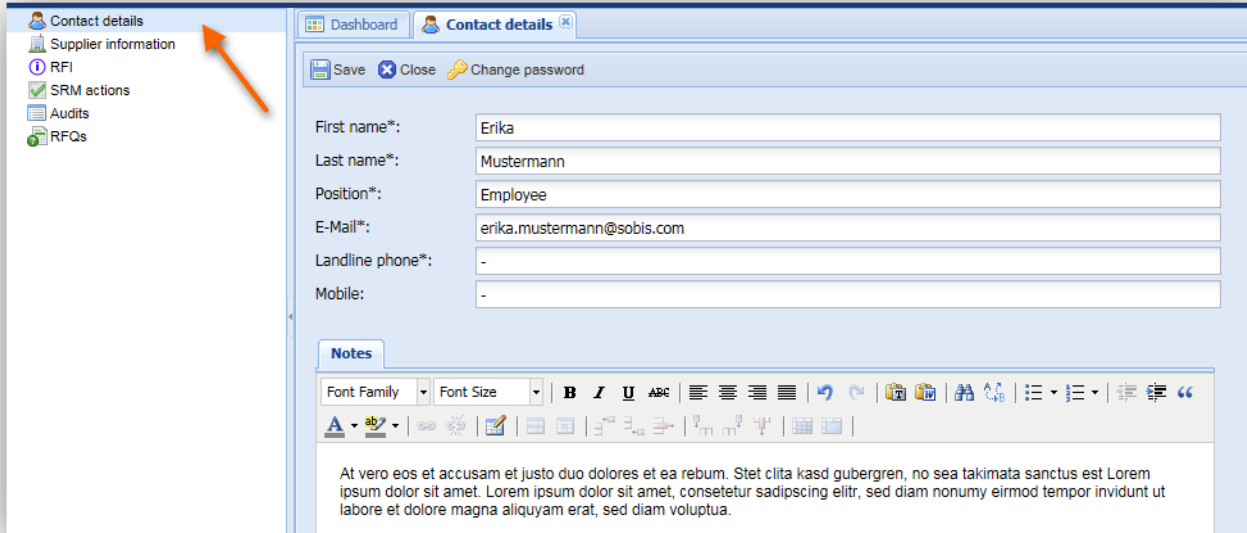 Contact details
Supplier information
RFI
SRM actions
Audits
RFQs
Dashboard
Contact details
Save Close Change password
First name*: Erika
Last name*: Mustermann
Position*: Employee
E-Mail*: erika.mustermann@sobis.com
Landline phone*: -
Mobile: -
Notes
Font Family Font Size B I U ABC
A ab
At vero eos et accusam et justo duo dolores et ea rebum. Stet clita kasd gubergren, no sea takimata sanctus est Lorem
ipsum dolor sit amet. Lorem ipsum dolor sit amet, consetetur sadipscing elitr, sed diam nonumy eirmod tempor invidunt ut
labore et dolore magna aliquyam erat, sed diam voluptua.